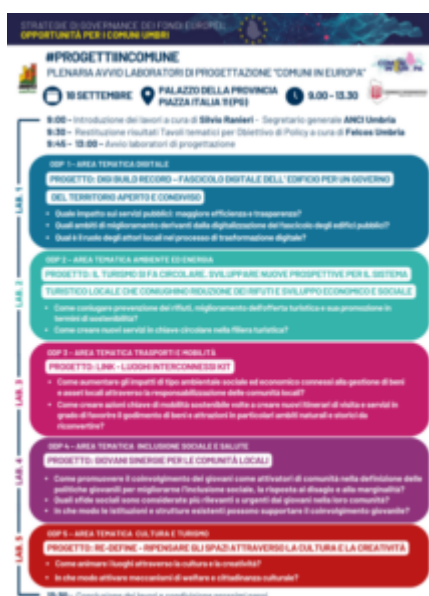 STRATEGIE DI GOVERNANCE DEI FONDI EUROPEI
OPPORTUNITÀ PER I COMUNI UMBRI
#PROGETTIINCOMUNE
PLENARIA AVVIO LABORATORI DI PROGETTAZIONE "COMUNI IN EUROPA"
18 SETTEMBRE
PALAZZO DELLA PROVINCIA
PIAZZA ITALIA 11 (PG)
9.00 - 13.30
9:00 - Introduzione dei lavori a cura di Silvio Ranieri - Segretario generale ANCI Umbria
9:30 - Restituzione risultati Tavoli tematici per Obiettivo di Policy a cura di Felcos Umbria
9:45 - 13:00 - Avvio laboratori di progettazione
LAB. 1
ODP 1 - AREA TEMATICA DIGITALE
PROGETTO: DIGI BUILD RECORD - FASCICOLO DIGITALE DELL'EDIFICIO PER UN GOVERNO
DEL TERRITORIO APERTO E CONDIVISO
• Quale impatto sui servizi pubblici: maggiore efficienza e trasparenza?
• Quali ambiti di miglioramento derivanti dalla digitalizzazione del fascicolo degli edifici pubblici?
• Qual è il ruolo degli attori locali nel processo di trasformazione digitale?
LAB. 2
ODP 2 - AREA TEMATICA AMBIENTE ED ENERGIA
PROGETTO: IL TURISMO SI FA CIRCOLARE. SVILUPPARE NUOVE PROSPETTIVE PER IL SISTEMA
TURISTICO LOCALE CHE CONIUGHINO RIDUZIONE DEI RIFUTI E SVILUPPO ECONOMICO E SOCIALE
• Come coniugare prevenzione dei rifiuti, miglioramento dell'offerta turistica e sua promozione in
termini di sostenibilità?
• Come creare nuovi servizi in chiave circolare nella filiera turistica?
LAB. 3
ODP 3 - AREA TEMATICA TRASPORTI E MOBILITÀ
PROGETTO: LINK - LUOGHI INTERCONNESSI KIT
• Come aumentare gli impatti di tipo ambientale sociale ed economico connessi alla gestione di beni
e asset locali attraverso la responsabilizzazione delle comunità locali?
• Come creare azioni chiave di mobilità sostenibile volte a creare nuovi itinerari di visita e servizi in
grado di favorire il godimento di beni e attrazioni in particolari ambiti naturali e storici da
riconvertire?
LAB. 4
ODP 4 - AREA TEMATICA INCLUSIONE SOCIALE E SALUTE
PROGETTO: GIOVANI SINERGIE PER LE COMUNITÀ LOCALI
• Come promuovere il coinvolgimento dei giovani come attivatori di comunità nella definizione delle
politiche giovanili per migliorarne l'inclusione sociale, la risposta al disagio e alla marginalità?
• Quali sfide sociali sono considerate più rilevanti e urgenti dai giovani nella loro comunità?
• In che modo le istituzioni e strutture esistenti possono supportare il coinvolgimento giovanile?
LAB. 5
ODP 5 - AREA TEMATICA CULTURA E TURISMO
PROGETTO: RE-DEFINE - RIPENSARE GLI SPAZI ATTRAVERSO LA CULTURA E LA CREATIVITÀ
• Come animare i luoghi attraverso la cultura e la creatività?
• In che modo attivare meccanismi di welfare e cittadinanza culturale?